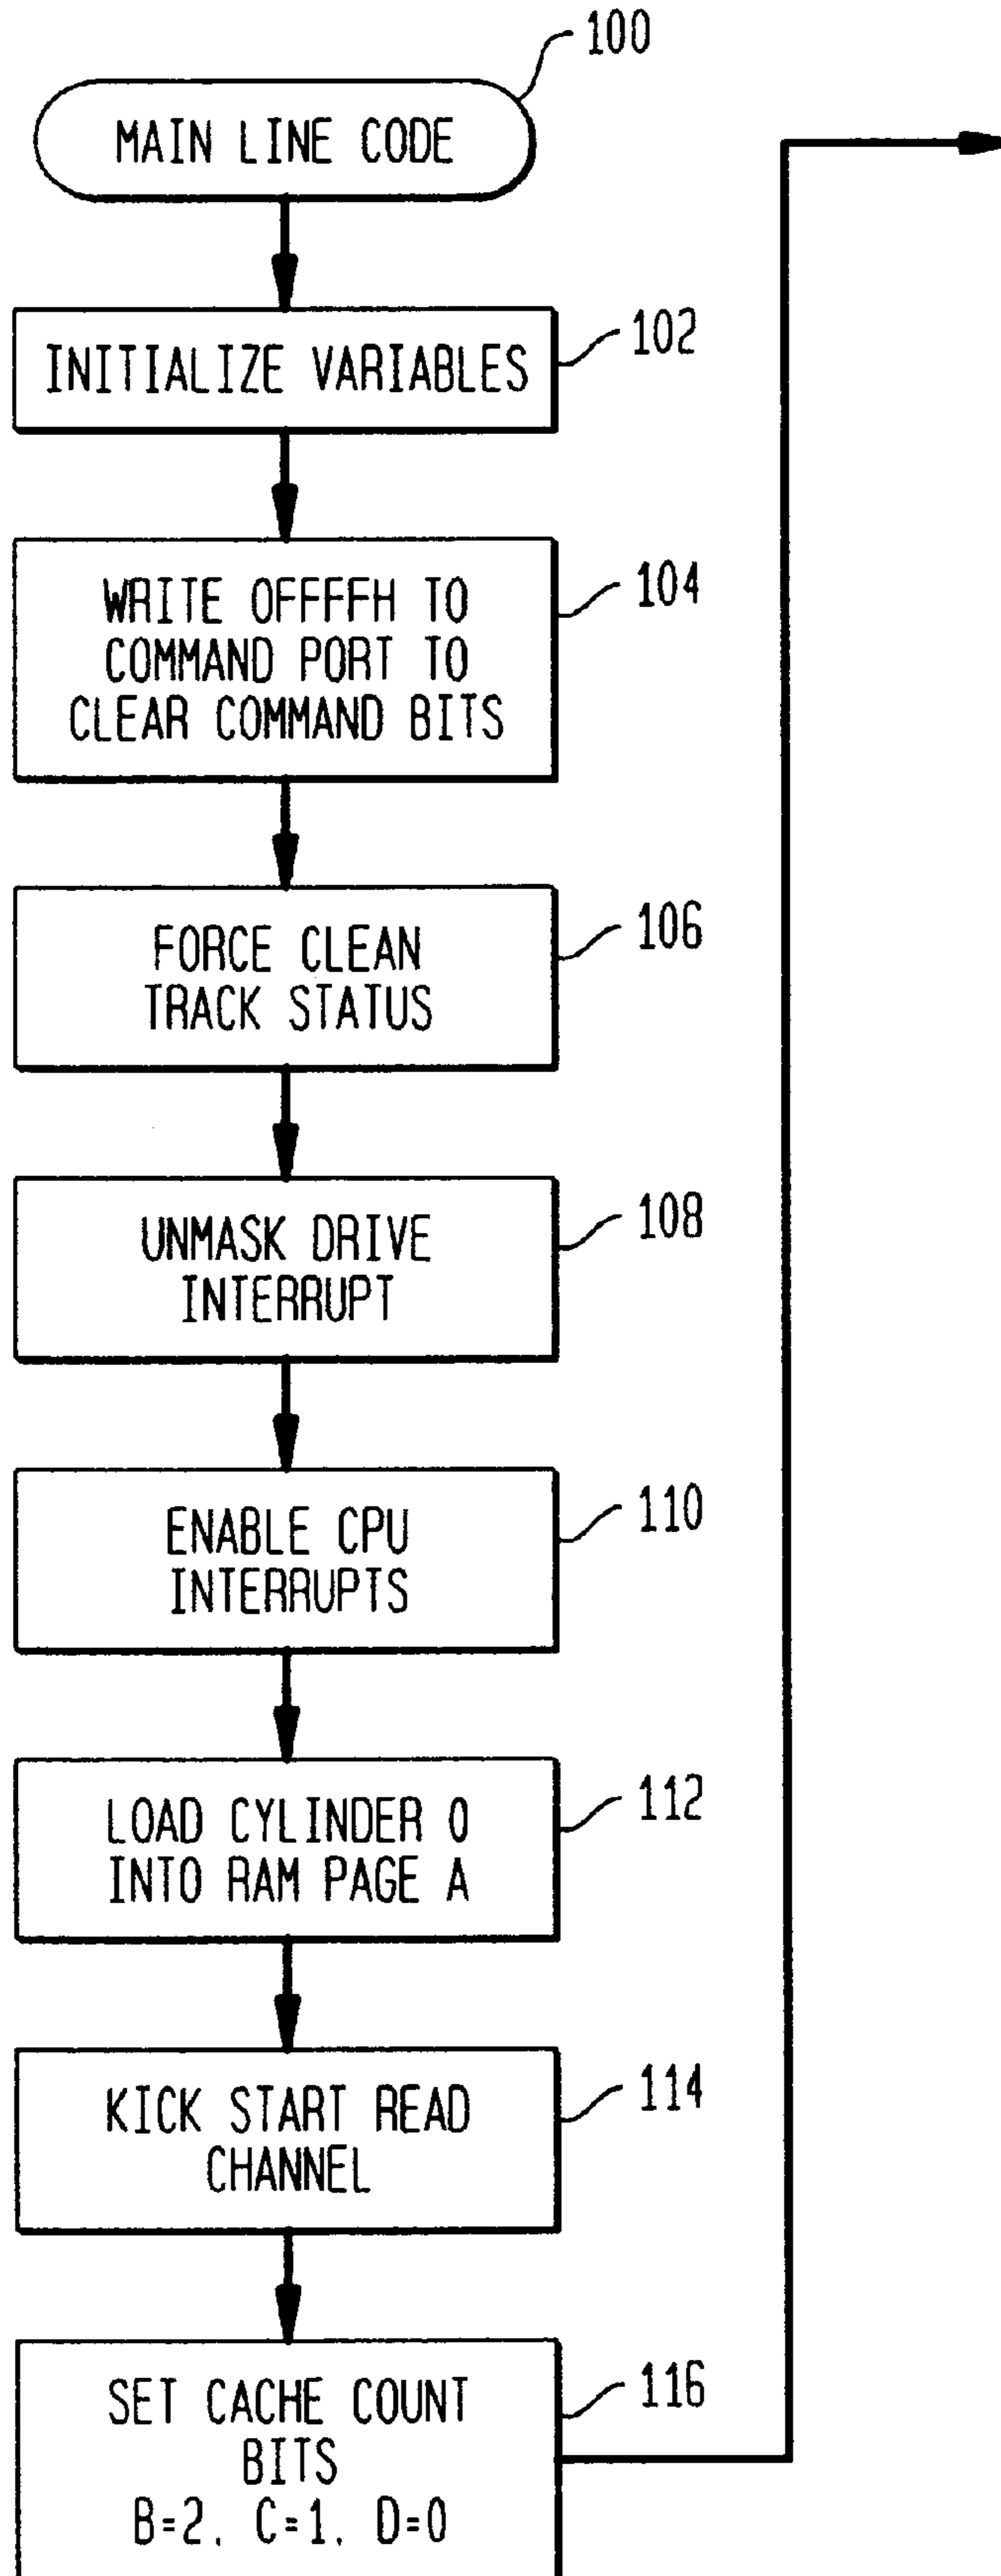 100
MAIN LINE CODE
102
INITIALIZE VARIABLES
104
WRITE OFFFFH TO
COMMAND PORT TO
CLEAR COMMAND BITS
106
FORCE CLEAN
TRACK STATUS
108
UNMASK DRIVE
INTERRUPT
110
ENABLE CPU
INTERRUPTS
112
LOAD CYLINDER 0
INTO RAM PAGE A
114
KICK START READ
CHANNEL
116
SET CACHE COUNT
BITS
B=2, C=1, D=0